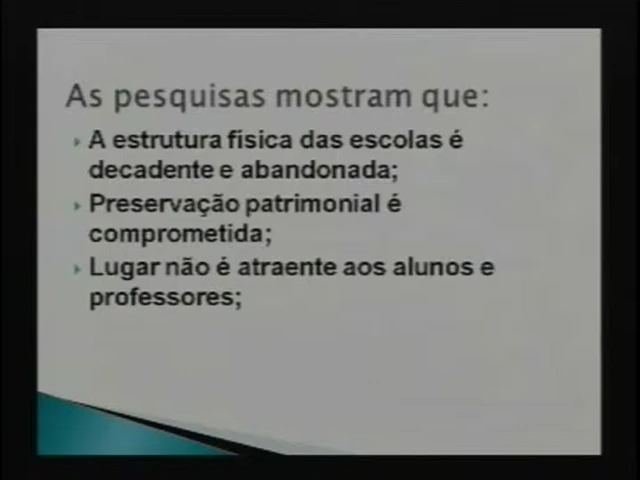 As pesquisas mostram que:
A estrutura física das escolas é
decadente e abandonada;
Preservação patrimonial é
comprometida;
Lugar não é atraente aos alunos e
professores;